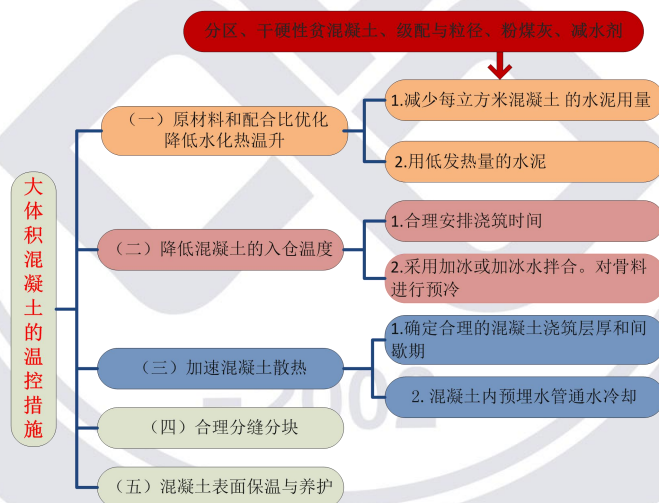 分区、干硬性贫混凝土、级配与粒径、粉煤灰、减水剂
（一）原材料和配合比优化
降低水化热温升
1.减少每立方米混凝土 的水泥用量
2.用低发热量的水泥
大体积混凝土的温控措施
（二）降低混凝土的入仓温度
1.合理安排浇筑时间
2.采用加冰或加冰水拌合。对骨料
进行预冷
（三）加速混凝土散热
1.确定合理的混凝土浇筑层厚和间
歇期
2. 混凝土内预埋水管通水冷却
（四）合理分缝分块
（五）混凝土表面保温与养护
-2002